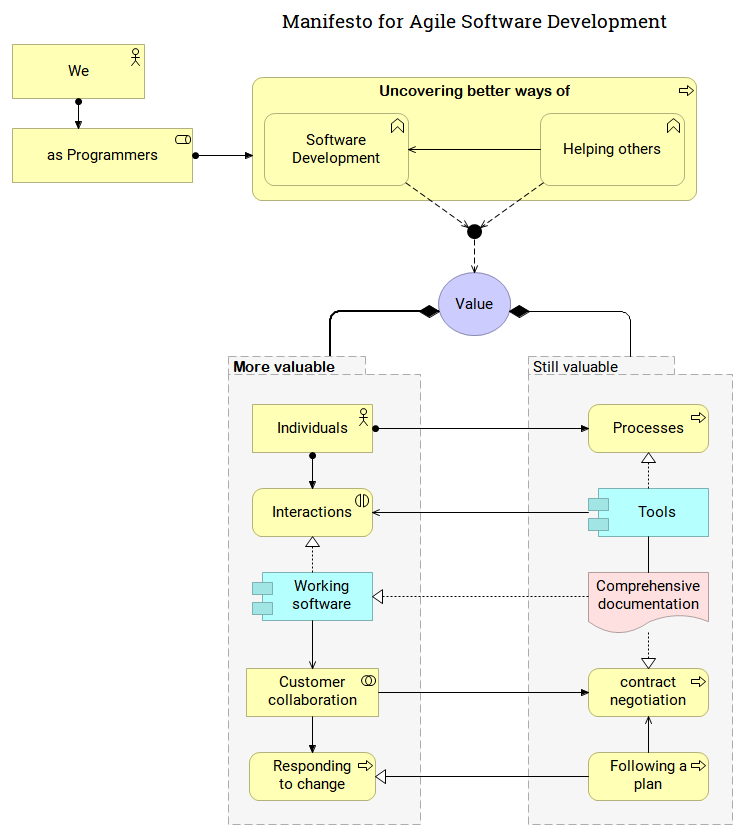 Manifesto for Agile Software Development
We
as Programmers
Uncovering better ways of
Software
Development
Helping others
Value
More valuable
Still valuable
Individuals
Processes
Interactions
Tools
Working
software
Comprehensive
documentation
Customer
collaboration
contract
negotiation
Responding
to change
Following a
plan